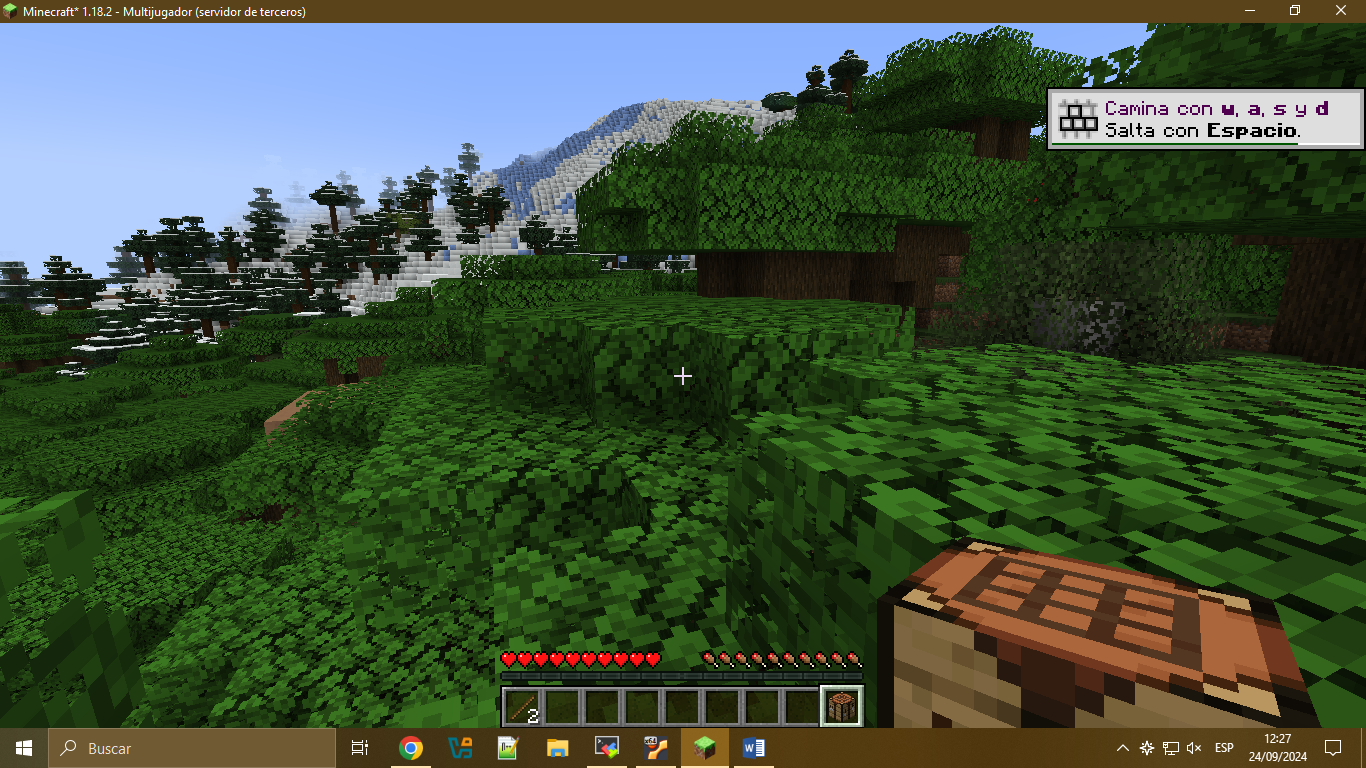 Minecraft* 1.18.2 - Multijugador (servidor de terceros)
Camina con w, a, s y d
Salta con Espacio.
2
Buscar
ESP
12:27
24/09/2024